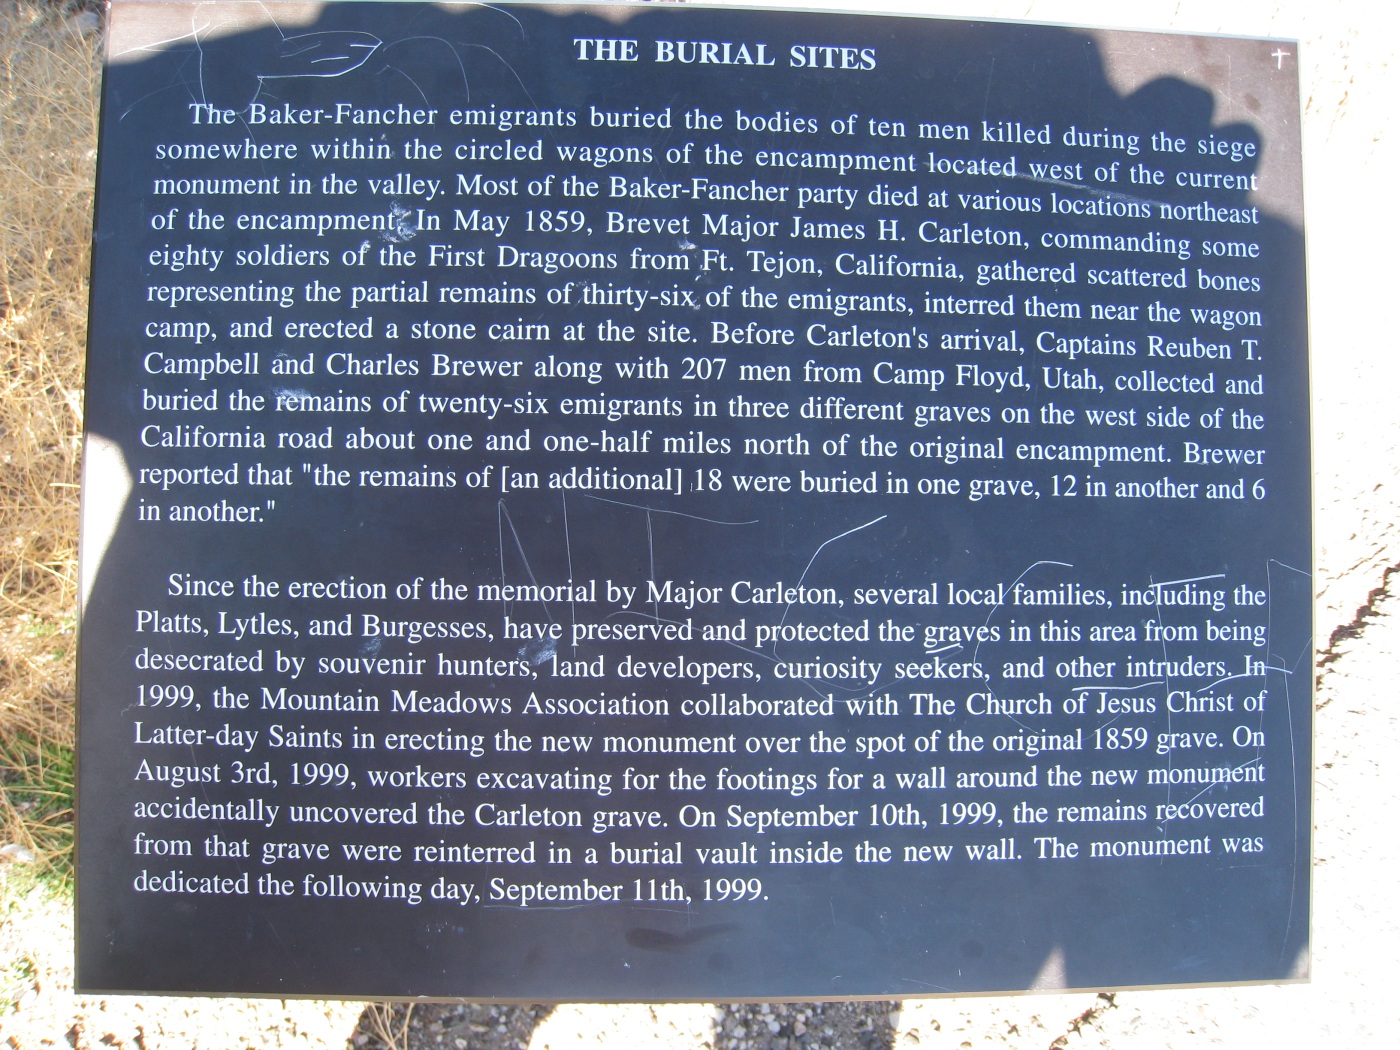 THE BURIAL SITES
The Baker-Fancher emigrants buried the bodies of ten men killed during the siege
somewhere within the circled wagons of the encampment located west of the current
monument in the valley. Most of the Baker-Fancher party died at various locations northeast
of the encampment. In May 1859, Brevet Major James H. Carleton, commanding some
eighty soldiers of the First Dragoons from Ft. Tejon, California, gathered scattered bones
representing the partial remains of thirty-six of the emigrants, interred them near the wagon
camp, and erected a stone cairn at the site. Before Carleton's arrival, Captains Reuben T.
Campbell and Charles Brewer along with 207 men from Camp Floyd, Utah, collected and
buried the remains of twenty-six emigrants in three different graves on the west side of the
California road about one and one-half miles north of the original encampment. Brewer
reported that "the remains of [an additional] 18 were buried in one grave, 12 in another and 6
in another."
Since the erection of the memorial by Major Carleton, several local families, including the
Platts, Lytles, and Burgesses, have preserved and protected the graves in this area from being
desecrated by souvenir hunters, land developers, curiosity seekers, and other intruders. In
1999, the Mountain Meadows Association collaborated with The Church of Jesus Christ of
Latter-day Saints in erecting the new monument over the spot of the original 1859 grave. On
August 3rd, 1999, workers excavating for the footings for a wall around the new monument
accidentally uncovered the Carleton grave. On September 10th, 1999, the remains recovered
from that grave were reinterred in a burial vault inside the new wall. The monument was
dedicated the following day, September 11th, 1999.